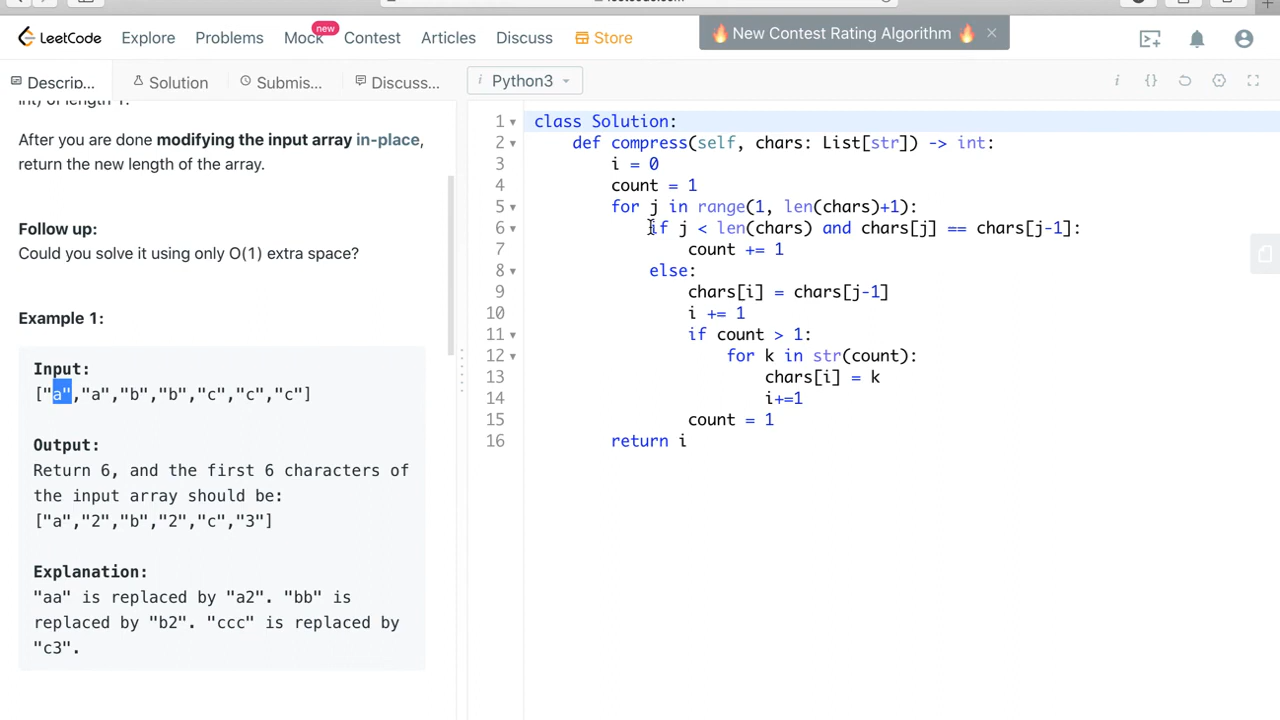 LeetCode Explore Problems Mock new Contest Articles Discuss Store
🔥 New Contest Rating Algorithm 🔥 ×
Descrip... Solution Submis... Discuss...
After you are done modifying the input array in-place,
return the new length of the array.
Follow up:
Could you solve it using only O(1) extra space?
Example 1:
Input:
["a","a","b","b","c","c","c"]
Output:
Return 6, and the first 6 characters of
the input array should be:
["a","2","b","2","c","3"]
Explanation:
"aa" is replaced by "a2". "bb" is
replaced by "b2". "ccc" is replaced by
"c3".
i Python3
i {}
1 class Solution:
2 def compress(self, chars: List[str]) -> int:
3 i = 0
4 count = 1
5 for j in range(1, len(chars)+1):
6 if j < len(chars) and chars[j] == chars[j-1]:
7 count += 1
8 else:
9 chars[i] = chars[j-1]
10 i += 1
11 if count > 1:
12 for k in str(count):
13 chars[i] = k
14 i+=1
15 count = 1
16 return i